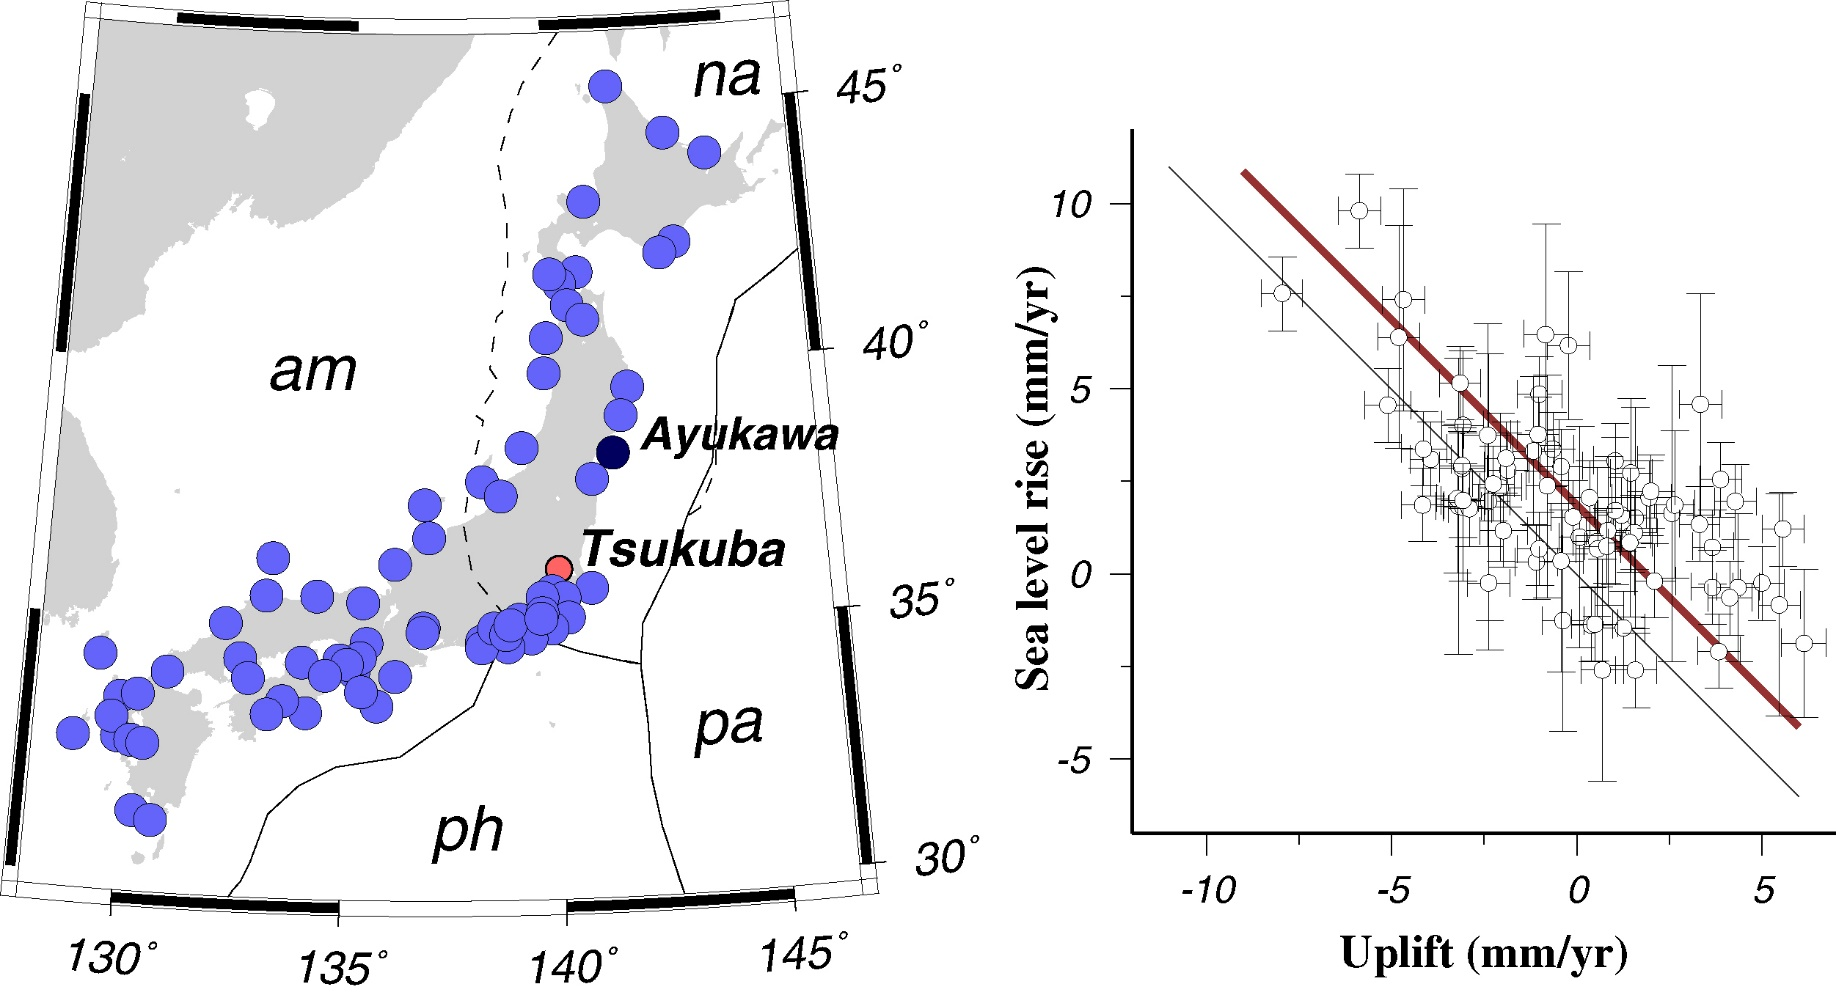 na
45°
am
40°
Ayukawa
Tsukuba
35°
pa
ph
30°
130°
135°
140°
145°
Sea level rise (mm/yr)
10
5
0
-5
-10
-5
0
5
Uplift (mm/yr)